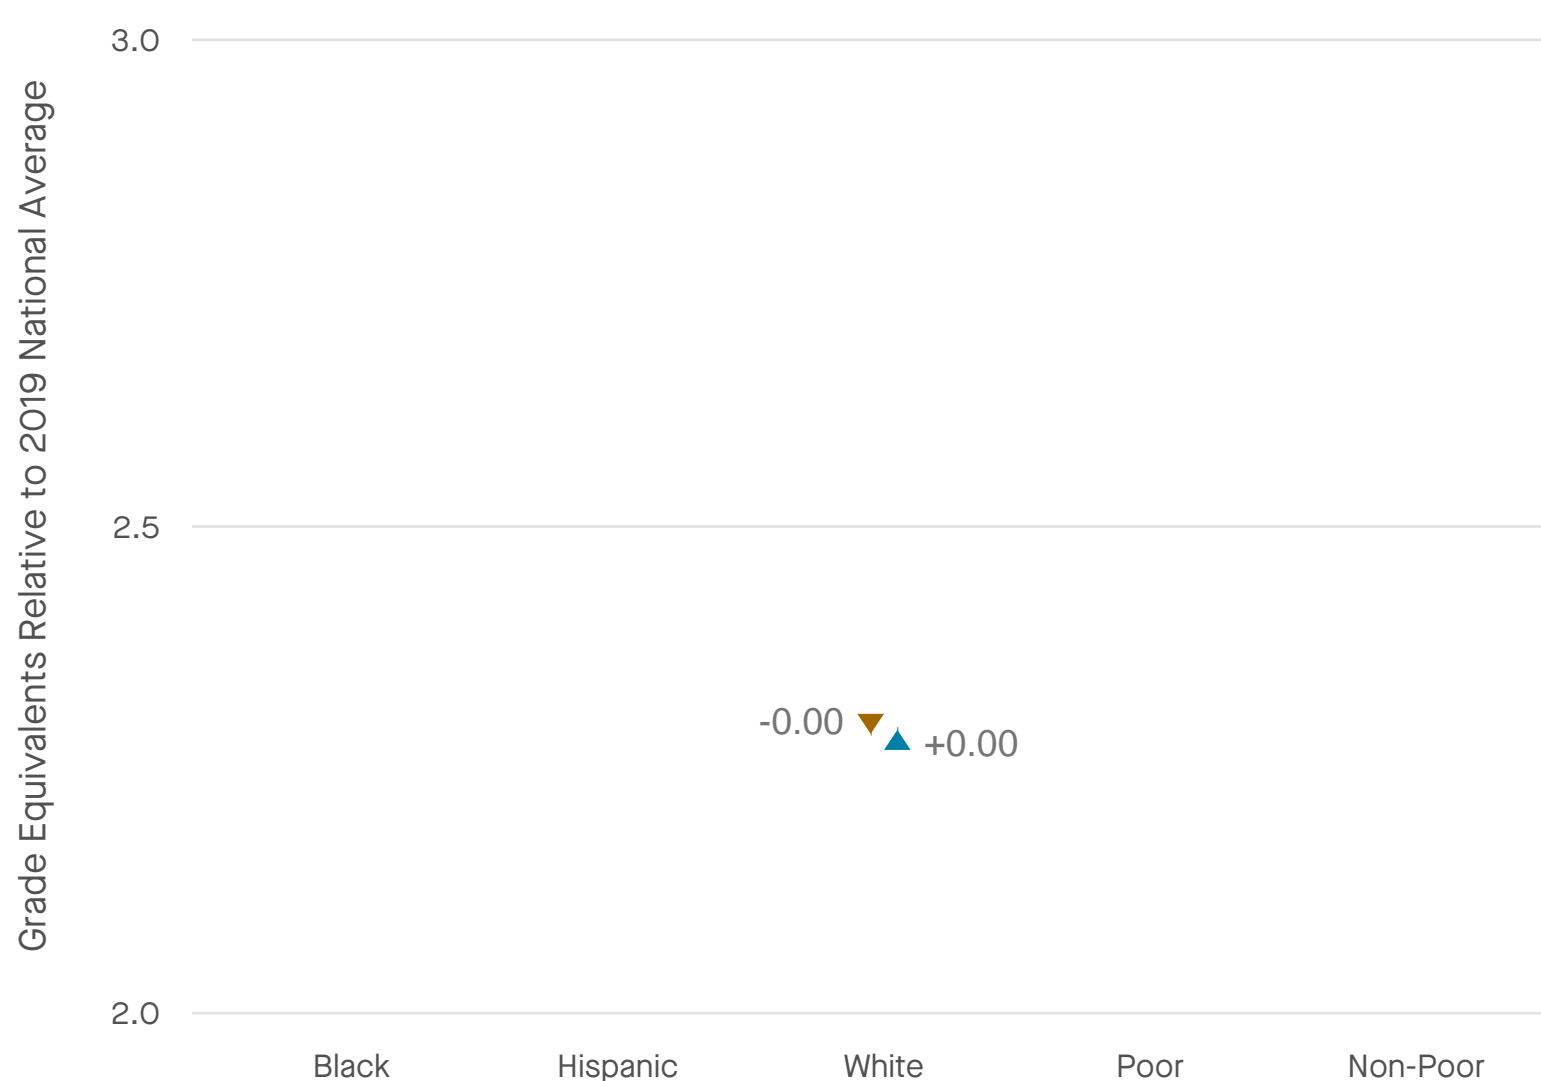 Grade Equivalents Relative to 2019 National Average
3.0
2.5
-0.00
+0.00
2.0
Black Hispanic White Poor Non-Poor